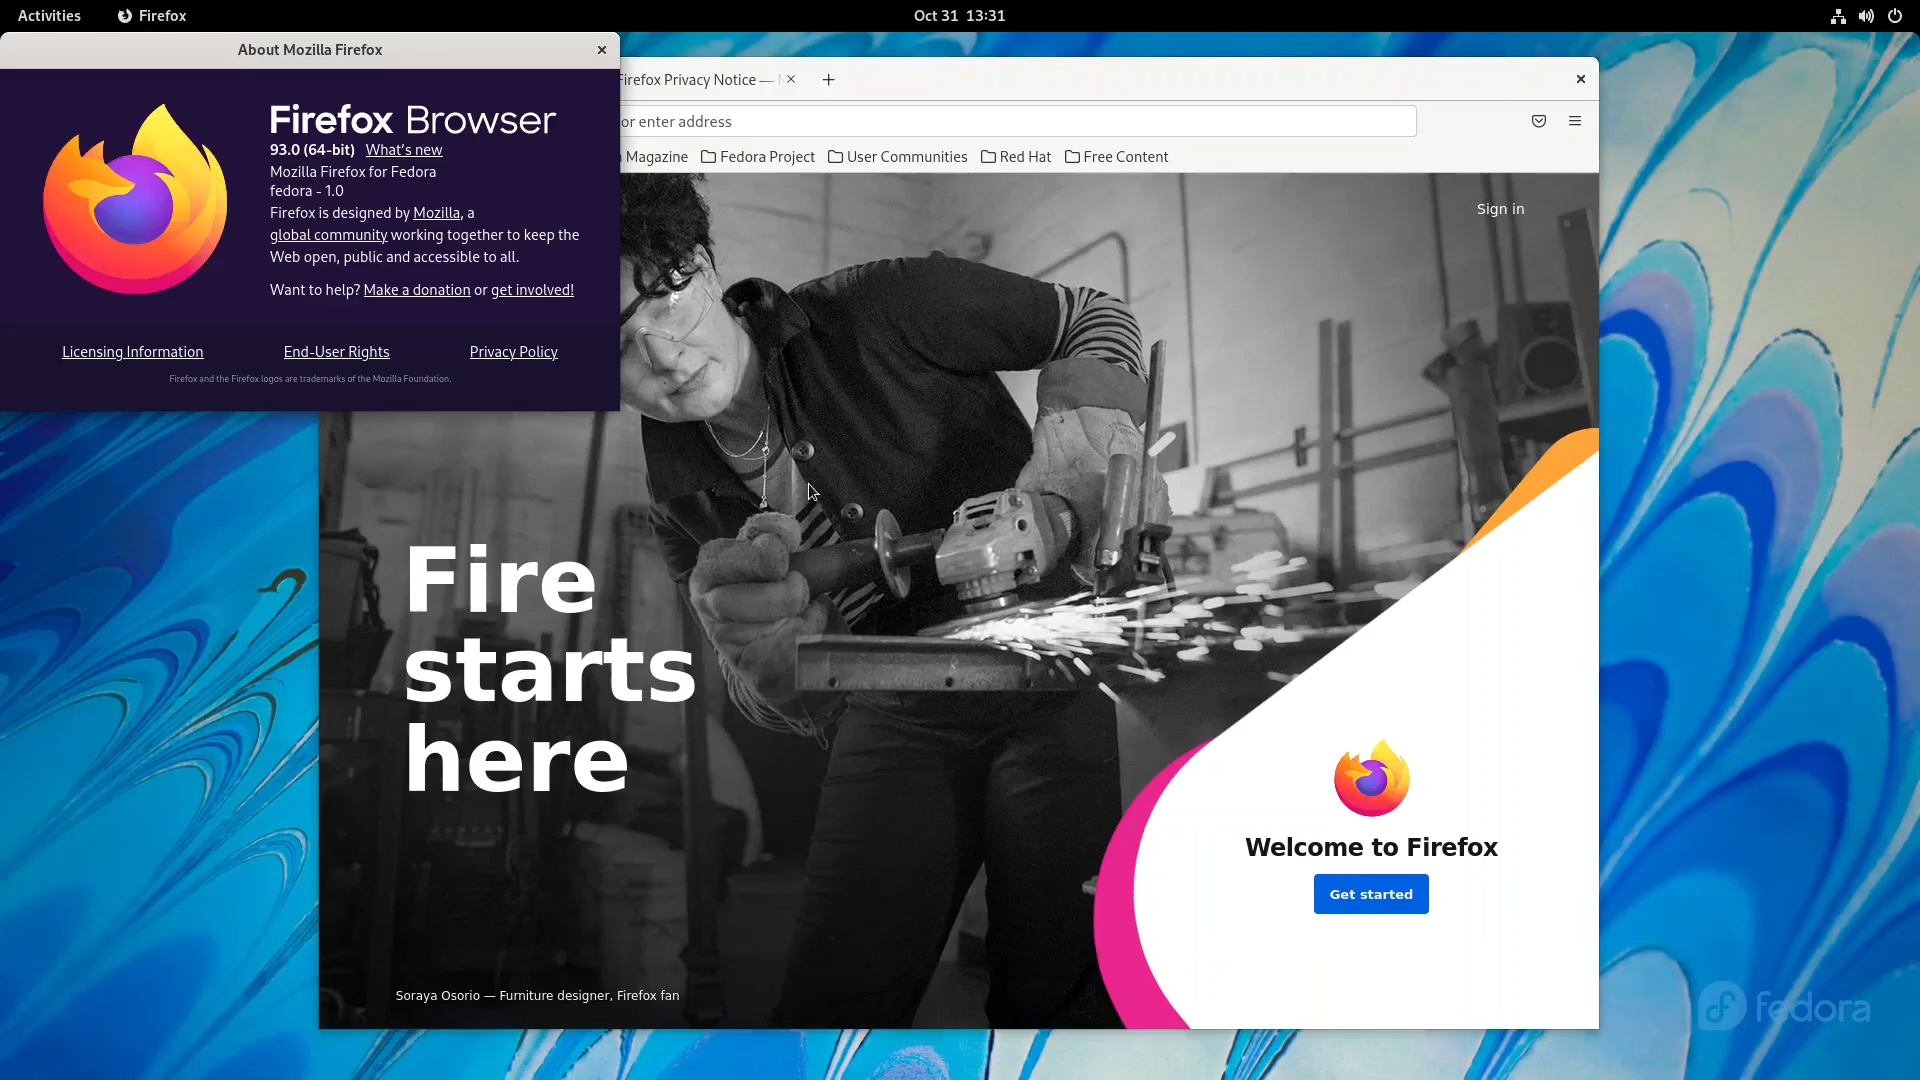 Activities
Firefox
Oct 31 13:31
About Mozilla Firefox
Firefox Browser
93.0 (64-bit) What's new
Mozilla Firefox for Fedora
fedora - 1.0
Firefox is designed by Mozilla, a
global community working together to keep the
Web open, public and accessible to all.
Want to help? Make a donation or get involved!
Licensing Information
End-User Rights
Privacy Policy
Firefox and the Firefox logos are trademarks of the Mozilla Foundation.
Firefox Privacy Notice —
or enter address
Magazine
Fedora Project
User Communities
Red Hat
Free Content
Sign in
Fire
starts
here
Soraya Osorio — Furniture designer, Firefox fan
Welcome to Firefox
Get started
fedora